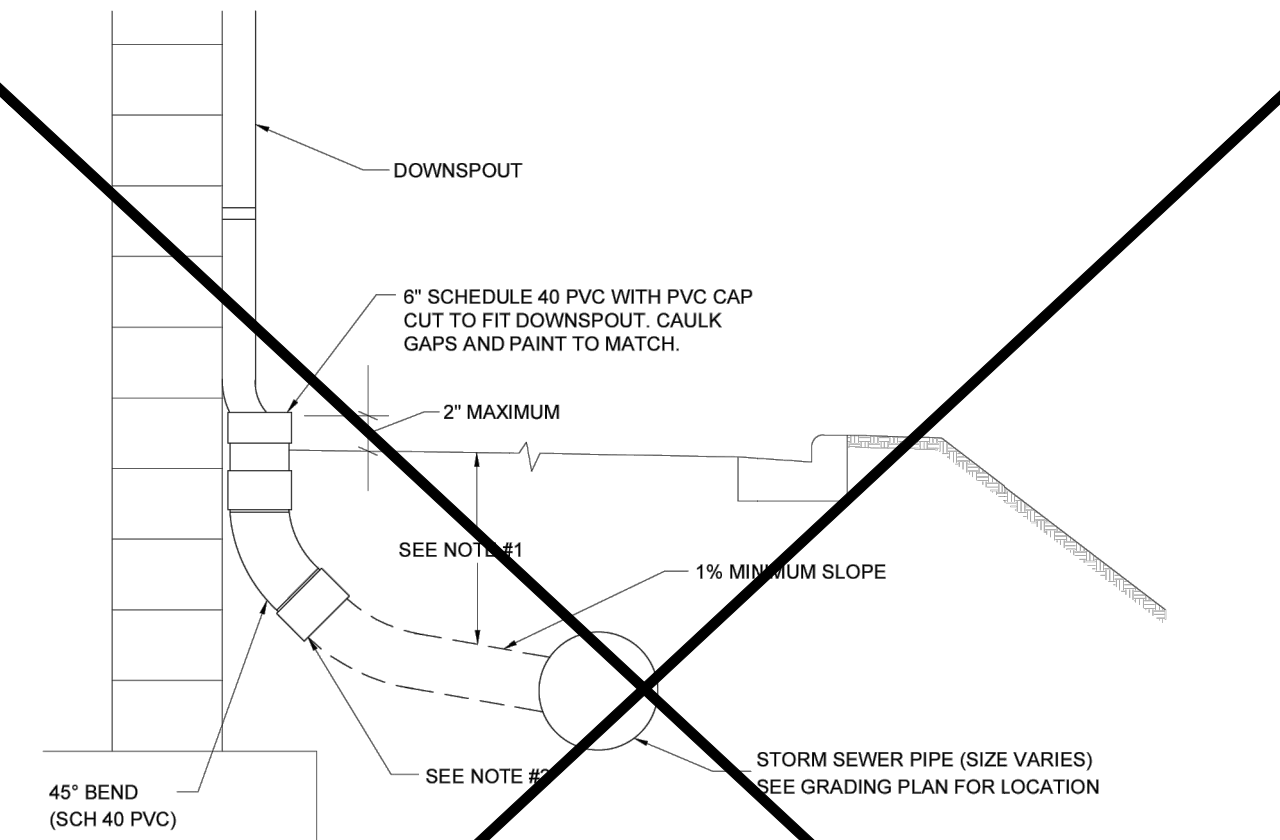 DOWNSPOUT
6" SCHEDULE 40 PVC WITH PVC CAP
CUT TO FIT DOWNSPOUT. CAULK
GAPS AND PAINT TO MATCH.
2" MAXIMUM
SEE NOTE #1
1% MINIMUM SLOPE
STORM SEWER PIPE (SIZE VARIES)
SEE GRADING PLAN FOR LOCATION
SEE NOTE
45° BEND
(SCH 40 PVC)